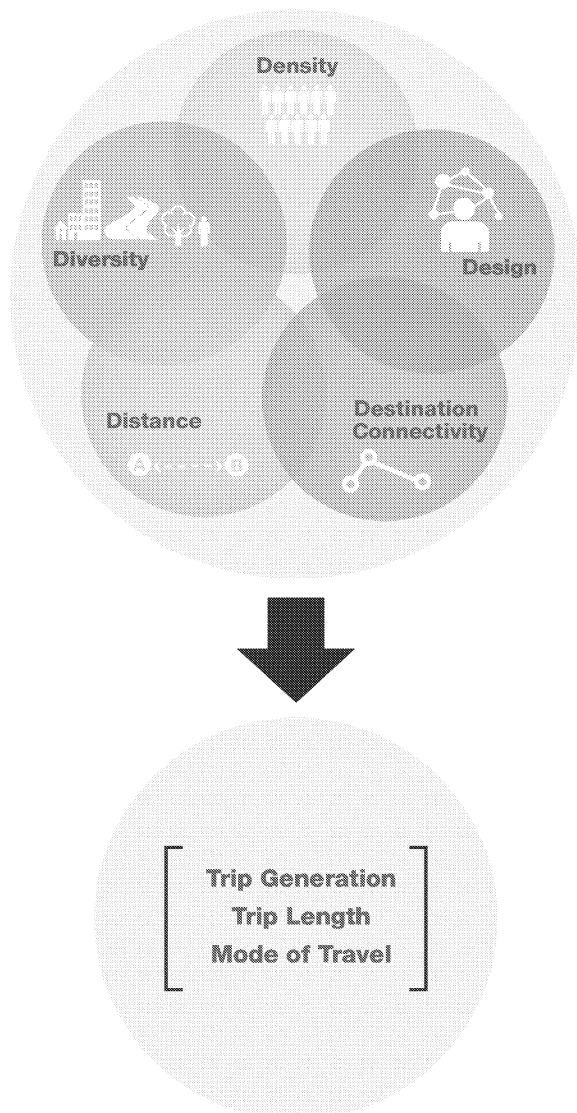 Density
Diversity
Design
Distance
Destination
Connectivity
A
B
Trip Generation
Trip Length
Mode of Travel